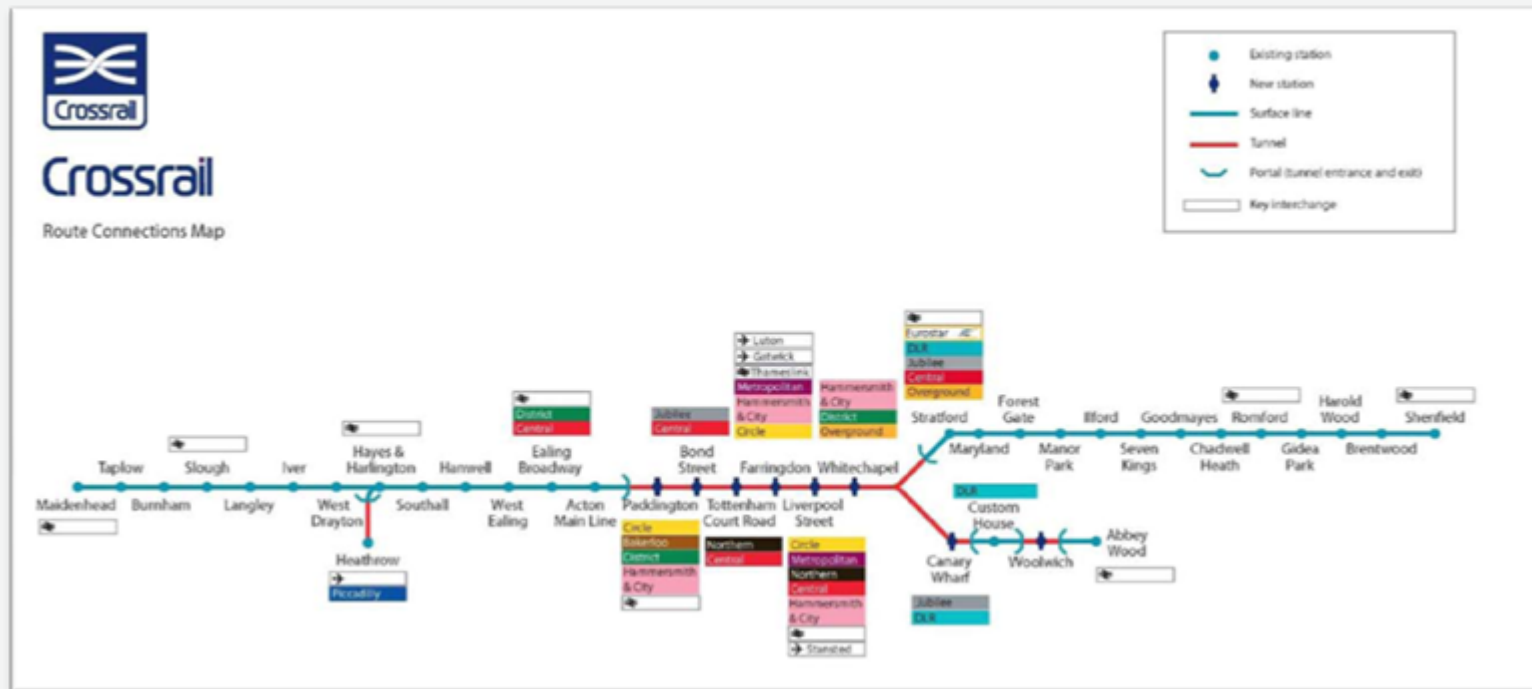 Crossrail
Crossrail
Route Connections Map
Existing station
New station
Surface line
Tunnel
Portal (tunnel entrance and exit)
Key interchange
Maidenhead
Taplow
Burnham
Slough
Langley
Iver
West
Drayton
Hayes &
Harlington
Heathrow
Piccadilly
Southall
Hanwell
West
Ealing
District
Central
Ealing
Broadway
Acton
Main Line
Paddington
Circle
Bakerloo
District
Hammersmith
& City
Jubilee
Central
Bond
Street
Tottenham
Court Road
Northern
Central
Luton
Gatwick
Thameslink
Metropolitan
Hammersmith
& City
Circle
Farringdon
Liverpool
Street
Circle
Metropolitan
Northern
Central
Hammersmith
& City
Stansted
Hammersmith
& City
District
Overground
Whitechapel
Eurostar
DLR
Jubilee
Central
Overground
Stratford
Maryland
Forest
Gate
Manor
Park
Ilford
Seven
Kings
Goodmayes
Chadwell
Heath
Romford
Gidea
Park
Harold
Wood
Brentwood
Shenfield
Canary
Wharf
Jubilee
DLR
DLR
Custom
House
Woolwich
Abbey
Wood